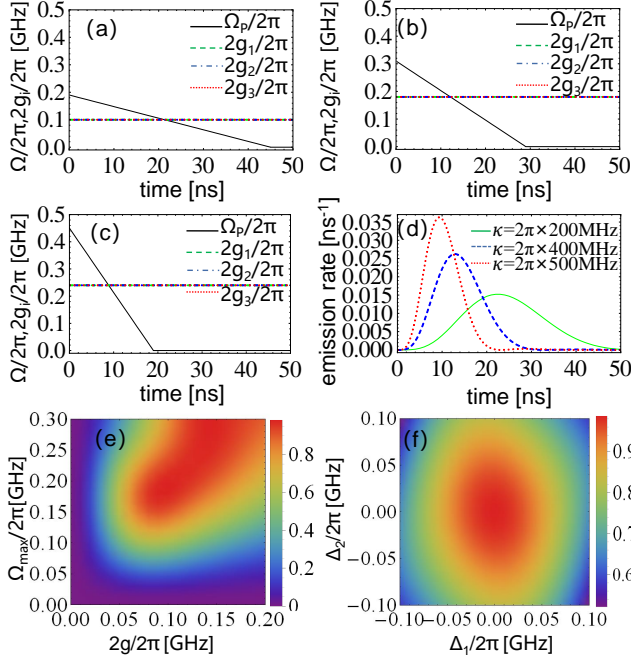 (a)
Ω_P/2π
2g_1/2π
2g_2/2π
2g_3/2π
Ω/2π,2g_i/2π [GHz]
0.5
0.4
0.3
0.2
0.1
0.0
0 10 20 30 40 50
time [ns]
(b)
Ω_P/2π
2g_1/2π
2g_2/2π
2g_3/2π
Ω/2π,2g_i/2π [GHz]
0.5
0.4
0.3
0.2
0.1
0.0
0 10 20 30 40 50
time [ns]
(c)
Ω_P/2π
2g_1/2π
2g_2/2π
2g_3/2π
Ω/2π,2g_i/2π [GHz]
0.5
0.4
0.3
0.2
0.1
0.0
0 10 20 30 40 50
time [ns]
(d)
κ=2π×200MHz
κ=2π×400MHz
κ=2π×500MHz
emission rate [ns⁻¹]
0.035
0.030
0.025
0.020
0.015
0.010
0.005
0.000
0 10 20 30 40 50
time [ns]
(e)
Ω_max/2π[GHz]
0.30
0.25
0.20
0.15
0.10
0.05
0.00
0.00 0.05 0.10 0.15 0.20
2g/2π [GHz]
0.8
0.6
0.4
0.2
0
(f)
Δ_2/2π [GHz]
0.10
0.05
0.00
-0.05
-0.10
-0.10 -0.05 0.00 0.05 0.10
Δ_1/2π [GHz]
0.9
0.8
0.7
0.6